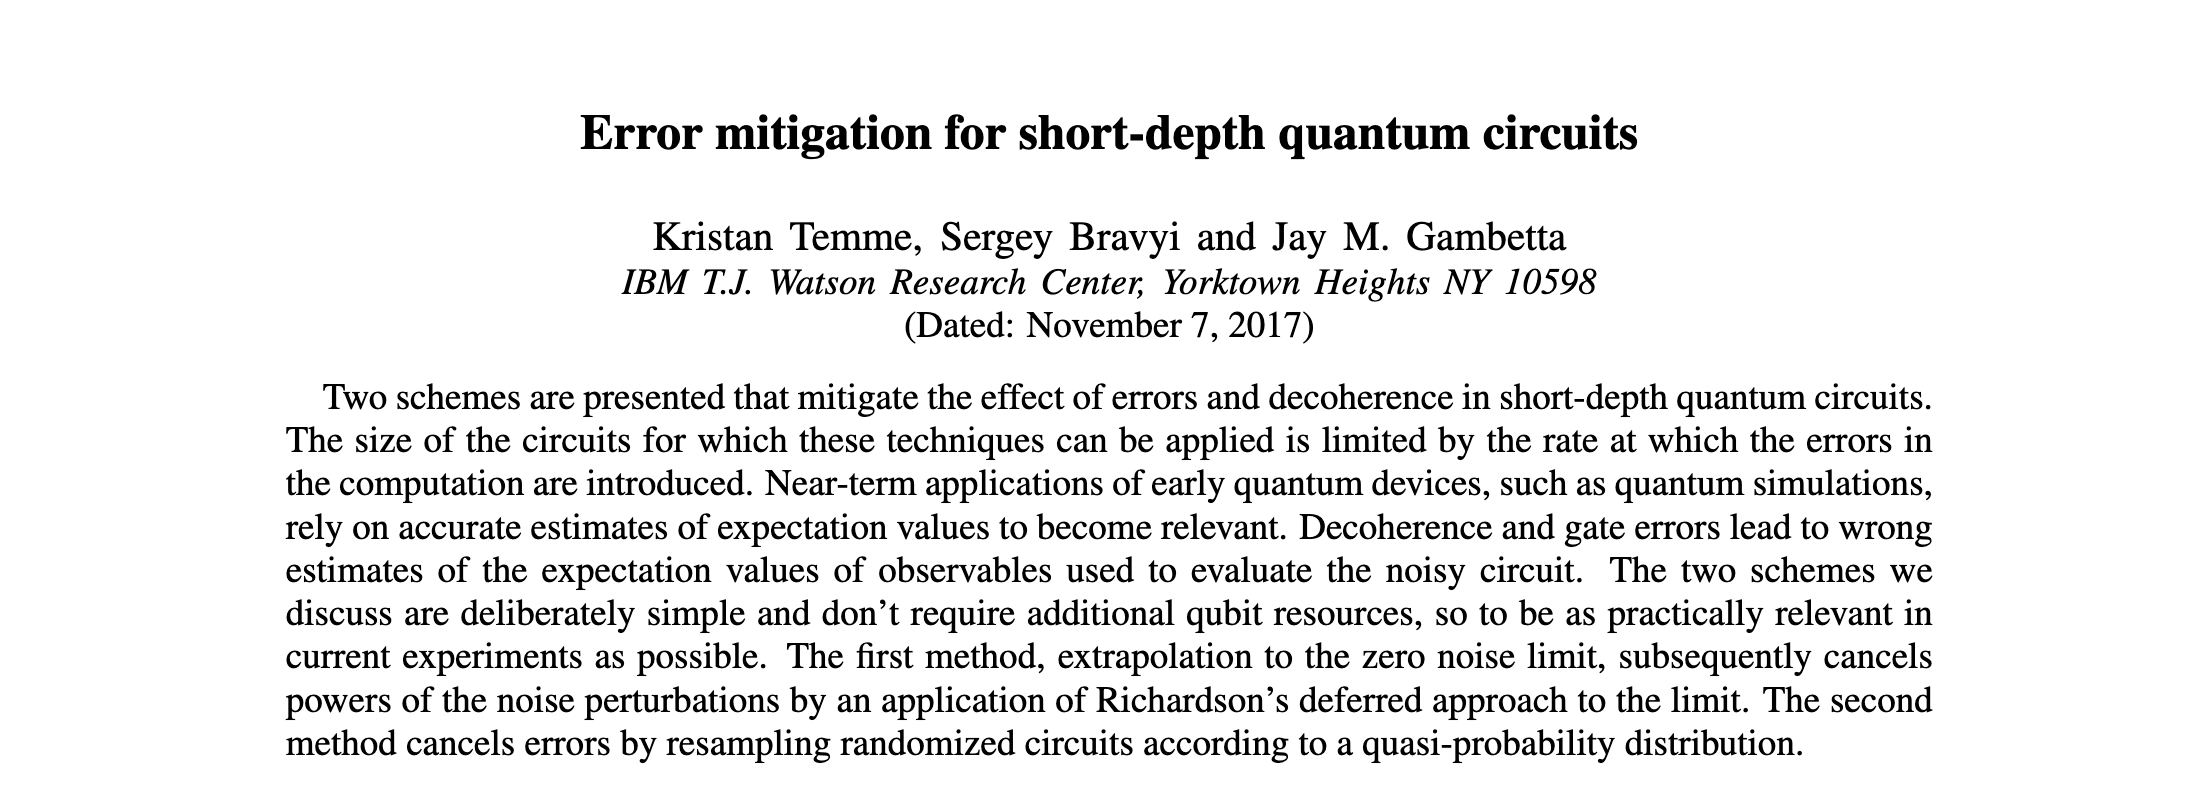 Error mitigation for short-depth quantum circuits
Kristan Temme, Sergey Bravyi and Jay M. Gambetta
IBM T.J. Watson Research Center, Yorktown Heights NY 10598
(Dated: November 7, 2017)
Two schemes are presented that mitigate the effect of errors and decoherence in short-depth quantum circuits.
The size of the circuits for which these techniques can be applied is limited by the rate at which the errors in
the computation are introduced. Near-term applications of early quantum devices, such as quantum simulations,
rely on accurate estimates of expectation values to become relevant. Decoherence and gate errors lead to wrong
estimates of the expectation values of observables used to evaluate the noisy circuit. The two schemes we
discuss are deliberately simple and don’t require additional qubit resources, so to be as practically relevant in
current experiments as possible. The first method, extrapolation to the zero noise limit, subsequently cancels
powers of the noise perturbations by an application of Richardson’s deferred approach to the limit. The second
method cancels errors by resampling randomized circuits according to a quasi-probability distribution.